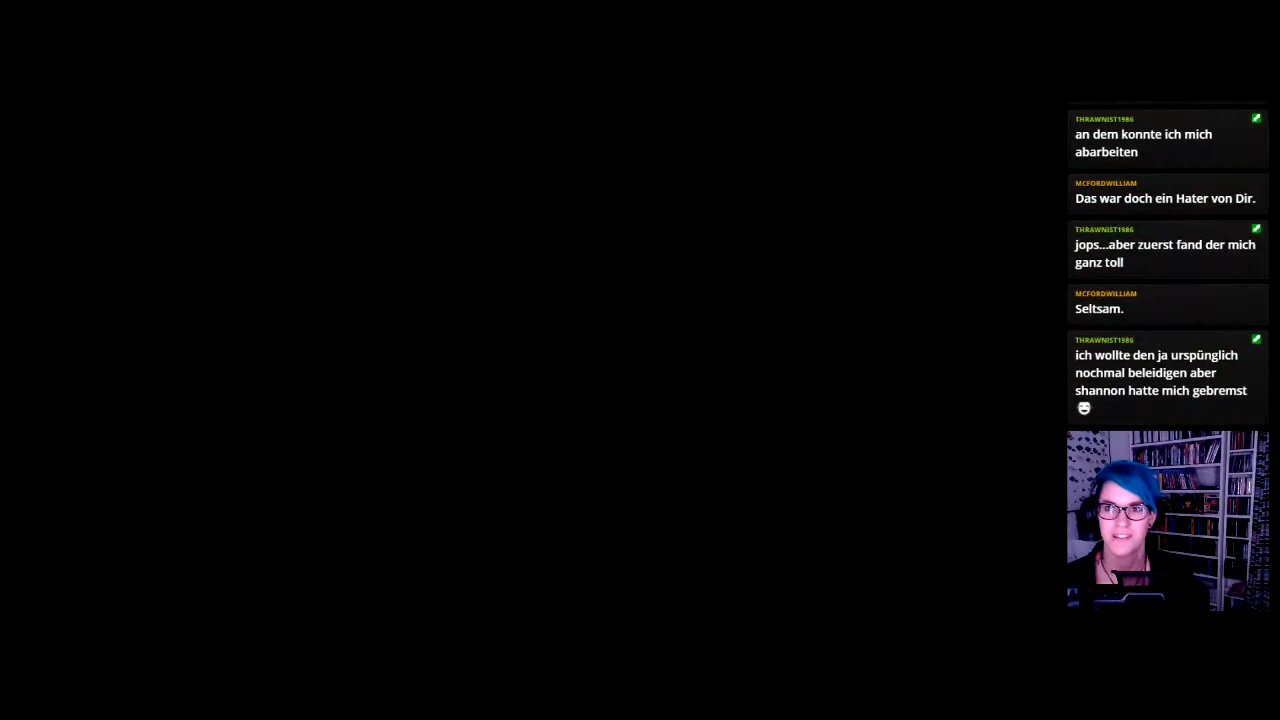 THRAWNIST1986
an dem konnte ich mich
abarbeiten
MCFORDWILLIAM
Das war doch ein Hater von Dir.
THRAWNIST1986
jops...aber zuerst fand der mich
ganz toll
MCFORDWILLIAM
Seltsam.
THRAWNIST1986
ich wollte den ja urspünglich
nochmal beleidigen aber
shannon hatte mich gebremst